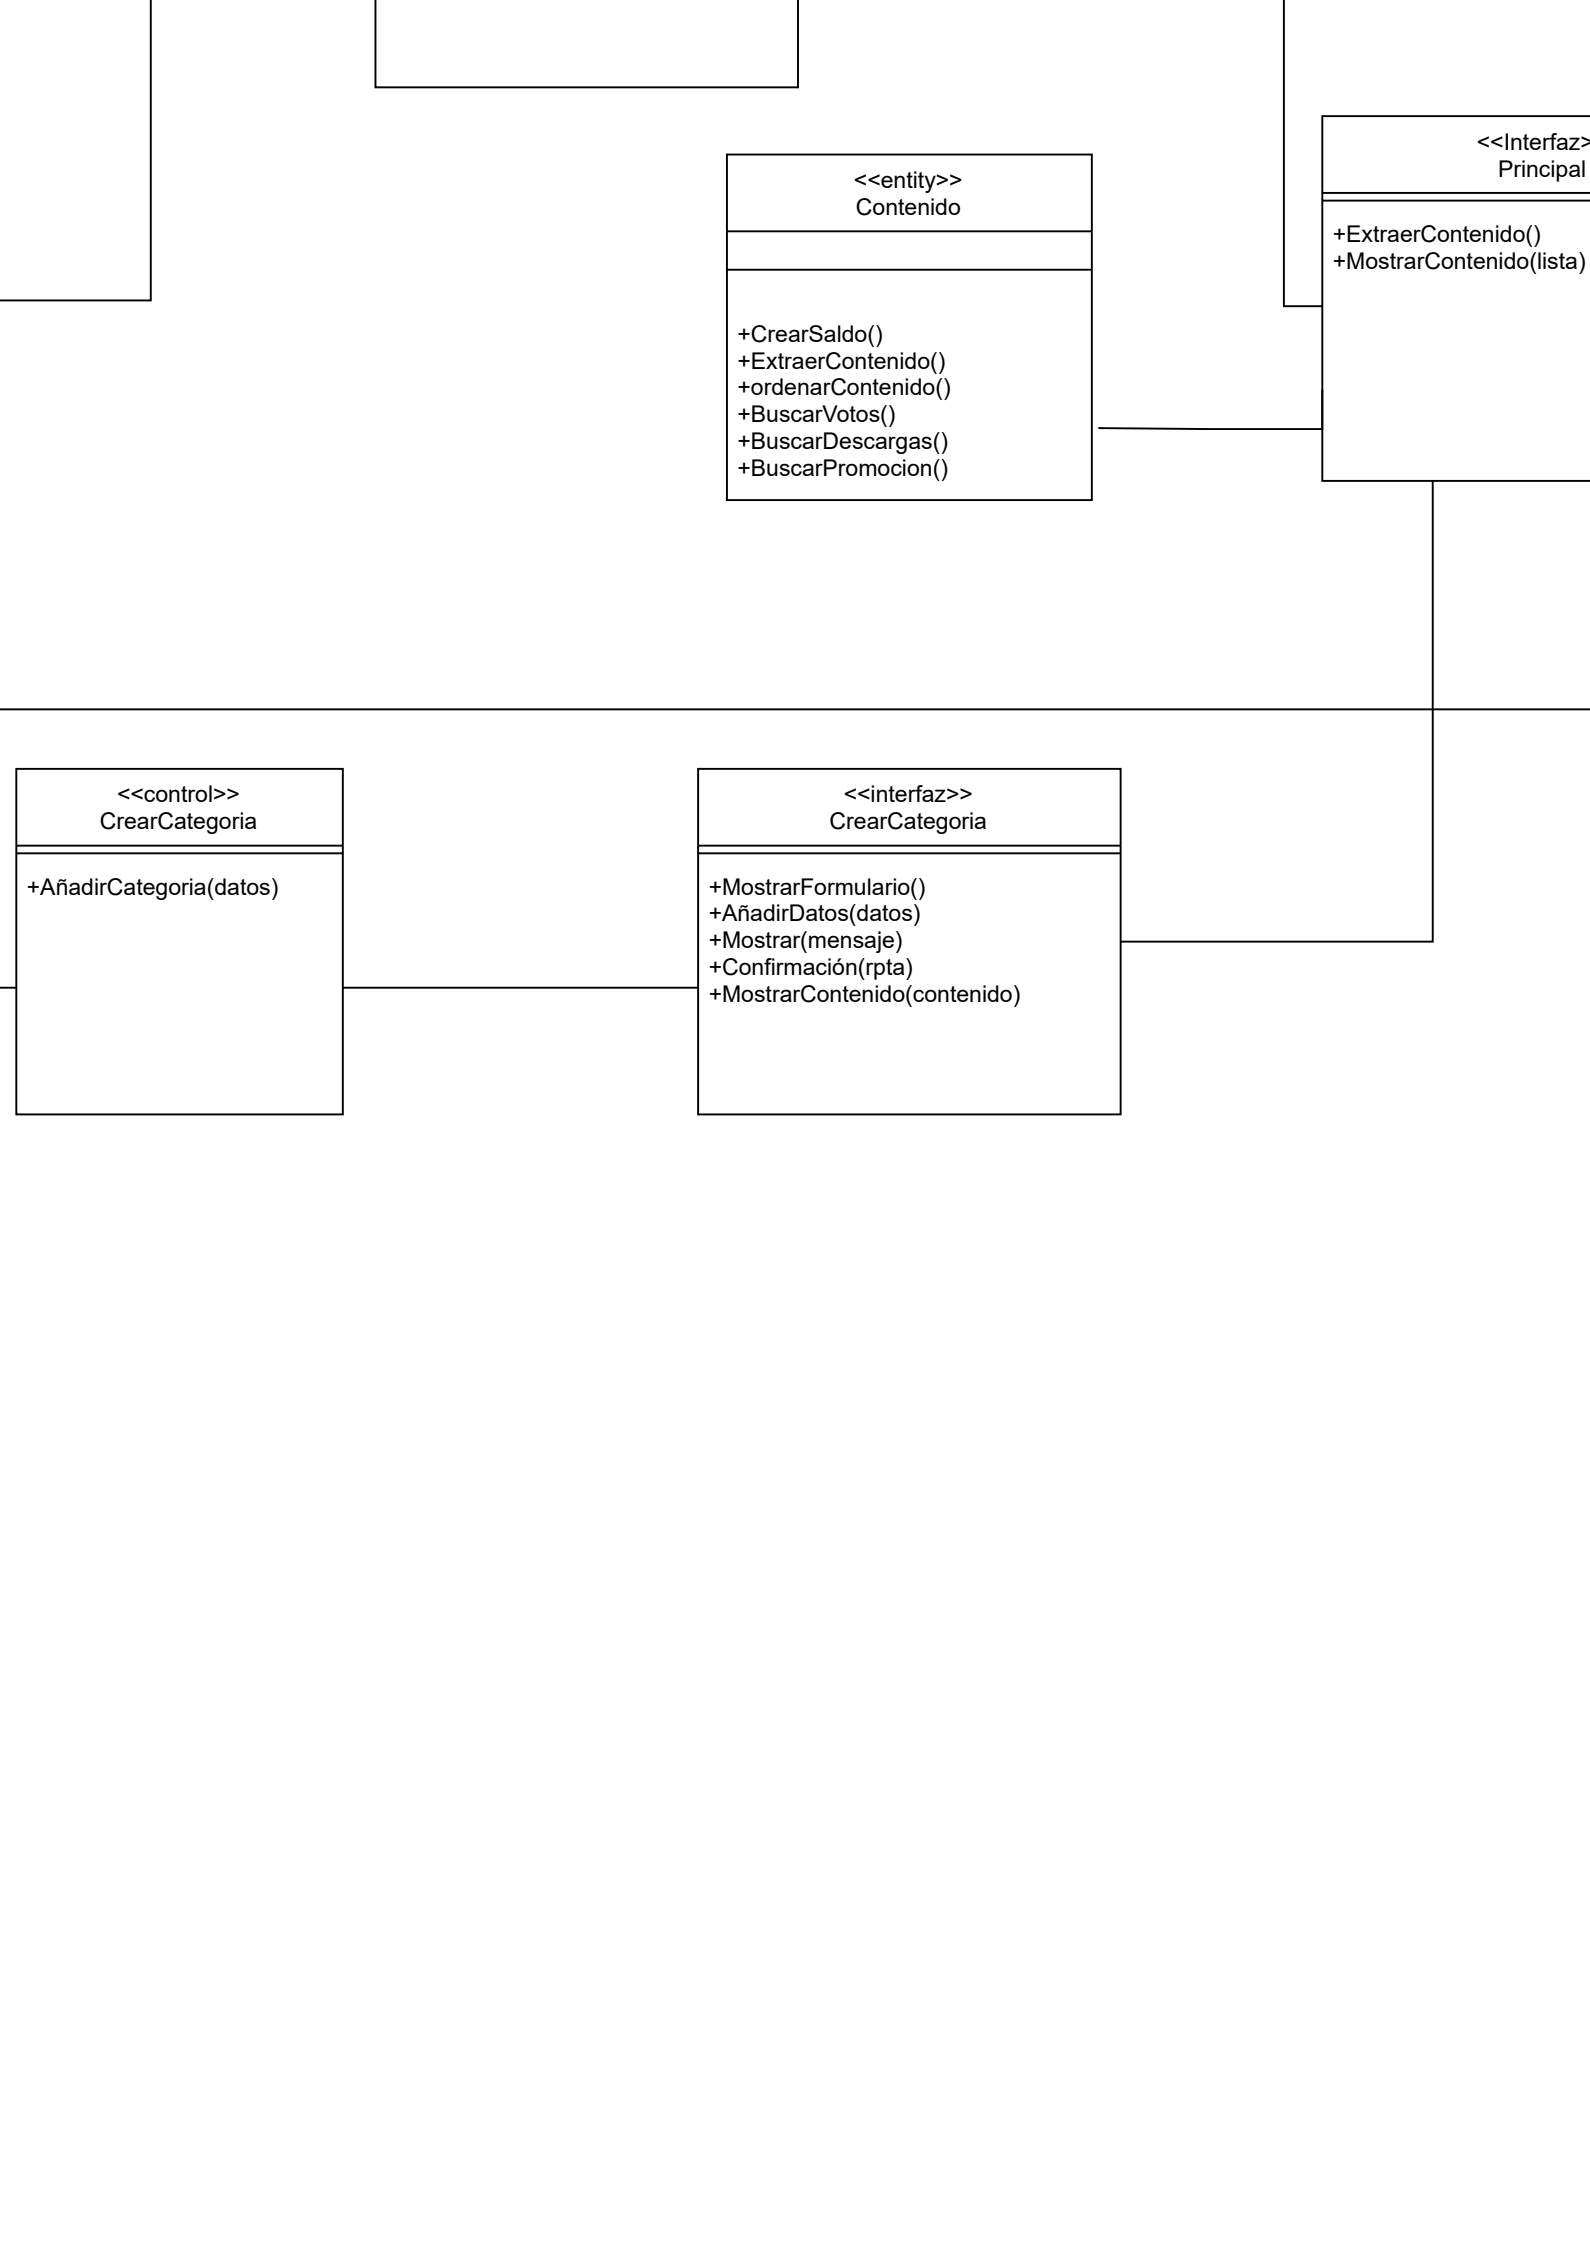 <<Interfaz>
Principal
+ExtraerContenido()
+MostrarContenido(lista)
<<entity>>
Contenido
+CrearSaldo()
+ExtraerContenido()
+ordenarContenido()
+BuscarVotos()
+BuscarDescargas()
+BuscarPromocion()
<<control>>
CrearCategoria
+AñadirCategoria(datos)
<<interfaz>>
CrearCategoria
+MostrarFormulario()
+AñadirDatos(datos)
+Mostrar(mensaje)
+Confirmación(rpta)
+MostrarContenido(contenido)